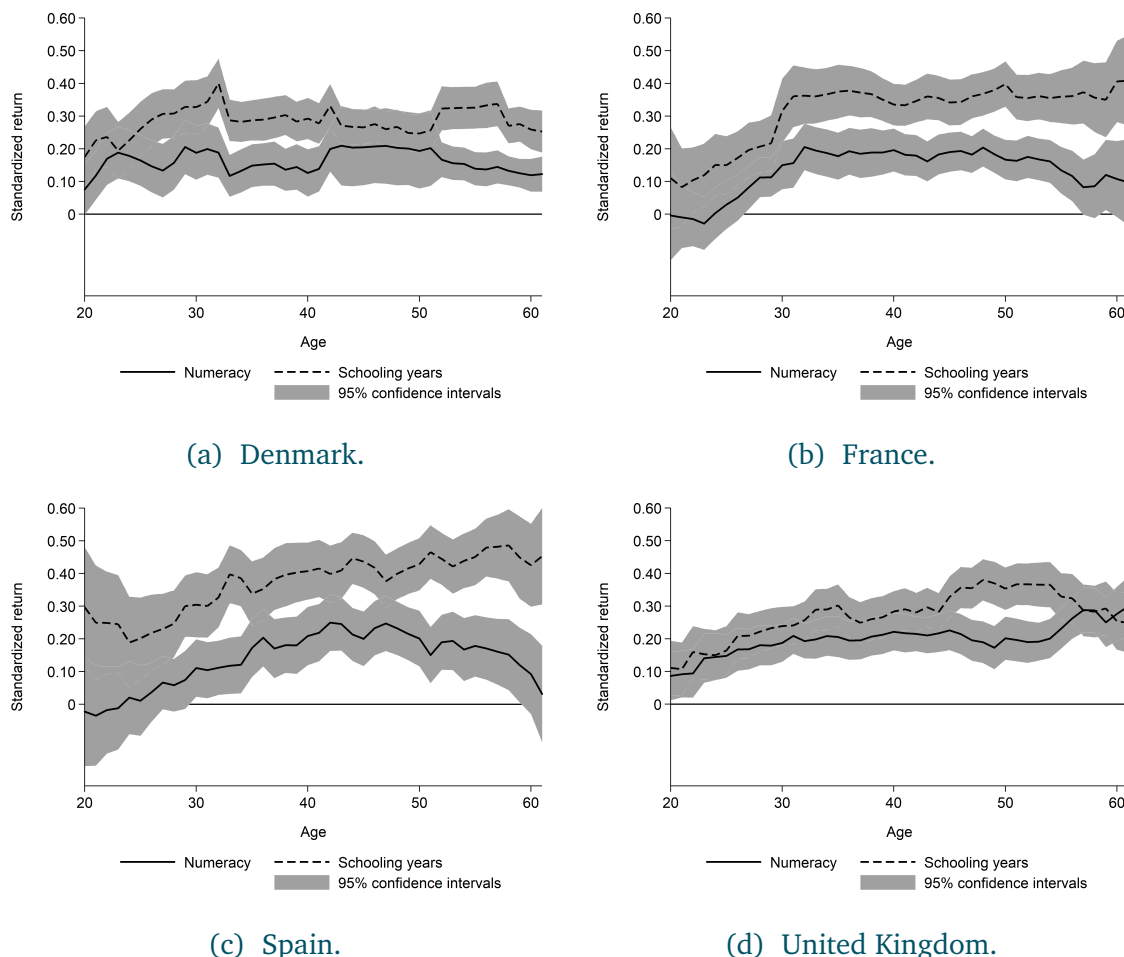 0.60
0.50
0.40
0.30
0.20
0.10
0
Standardized return
20 30 40 50 60
Age
Numeracy Schooling years
95% confidence intervals
(a) Denmark.
0.60
0.50
0.40
0.30
0.20
0.10
0
Standardized return
20 30 40 50 60
Age
Numeracy Schooling years
95% confidence intervals
(b) France.
0.60
0.50
0.40
0.30
0.20
0.10
0
Standardized return
20 30 40 50 60
Age
Numeracy Schooling years
95% confidence intervals
(c) Spain.
0.60
0.50
0.40
0.30
0.20
0.10
0
Standardized return
20 30 40 50 60
Age
Numeracy Schooling years
95% confidence intervals
(d) United Kingdom.